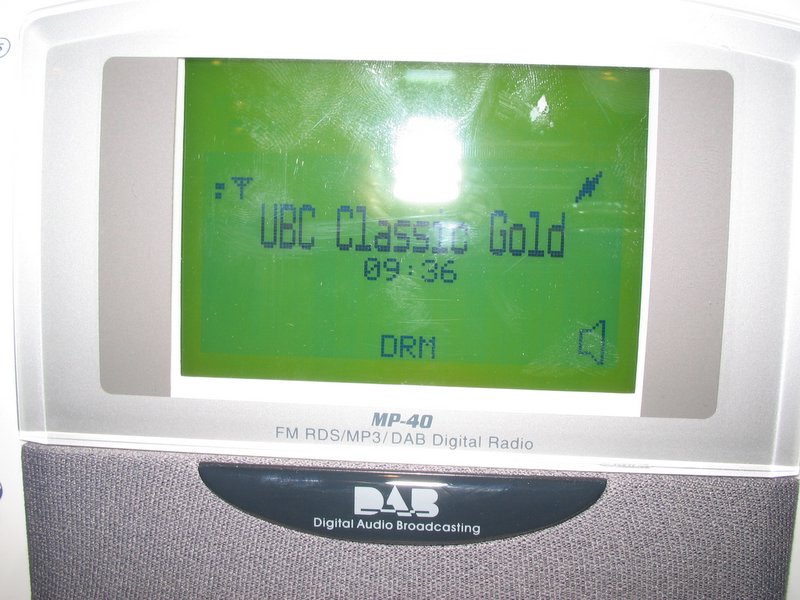 UBC Classic Gold
09:36
DRM
MP-40
FM RDS/MP3/DAB Digital Radio
DAB
Digital Audio Broadcasting